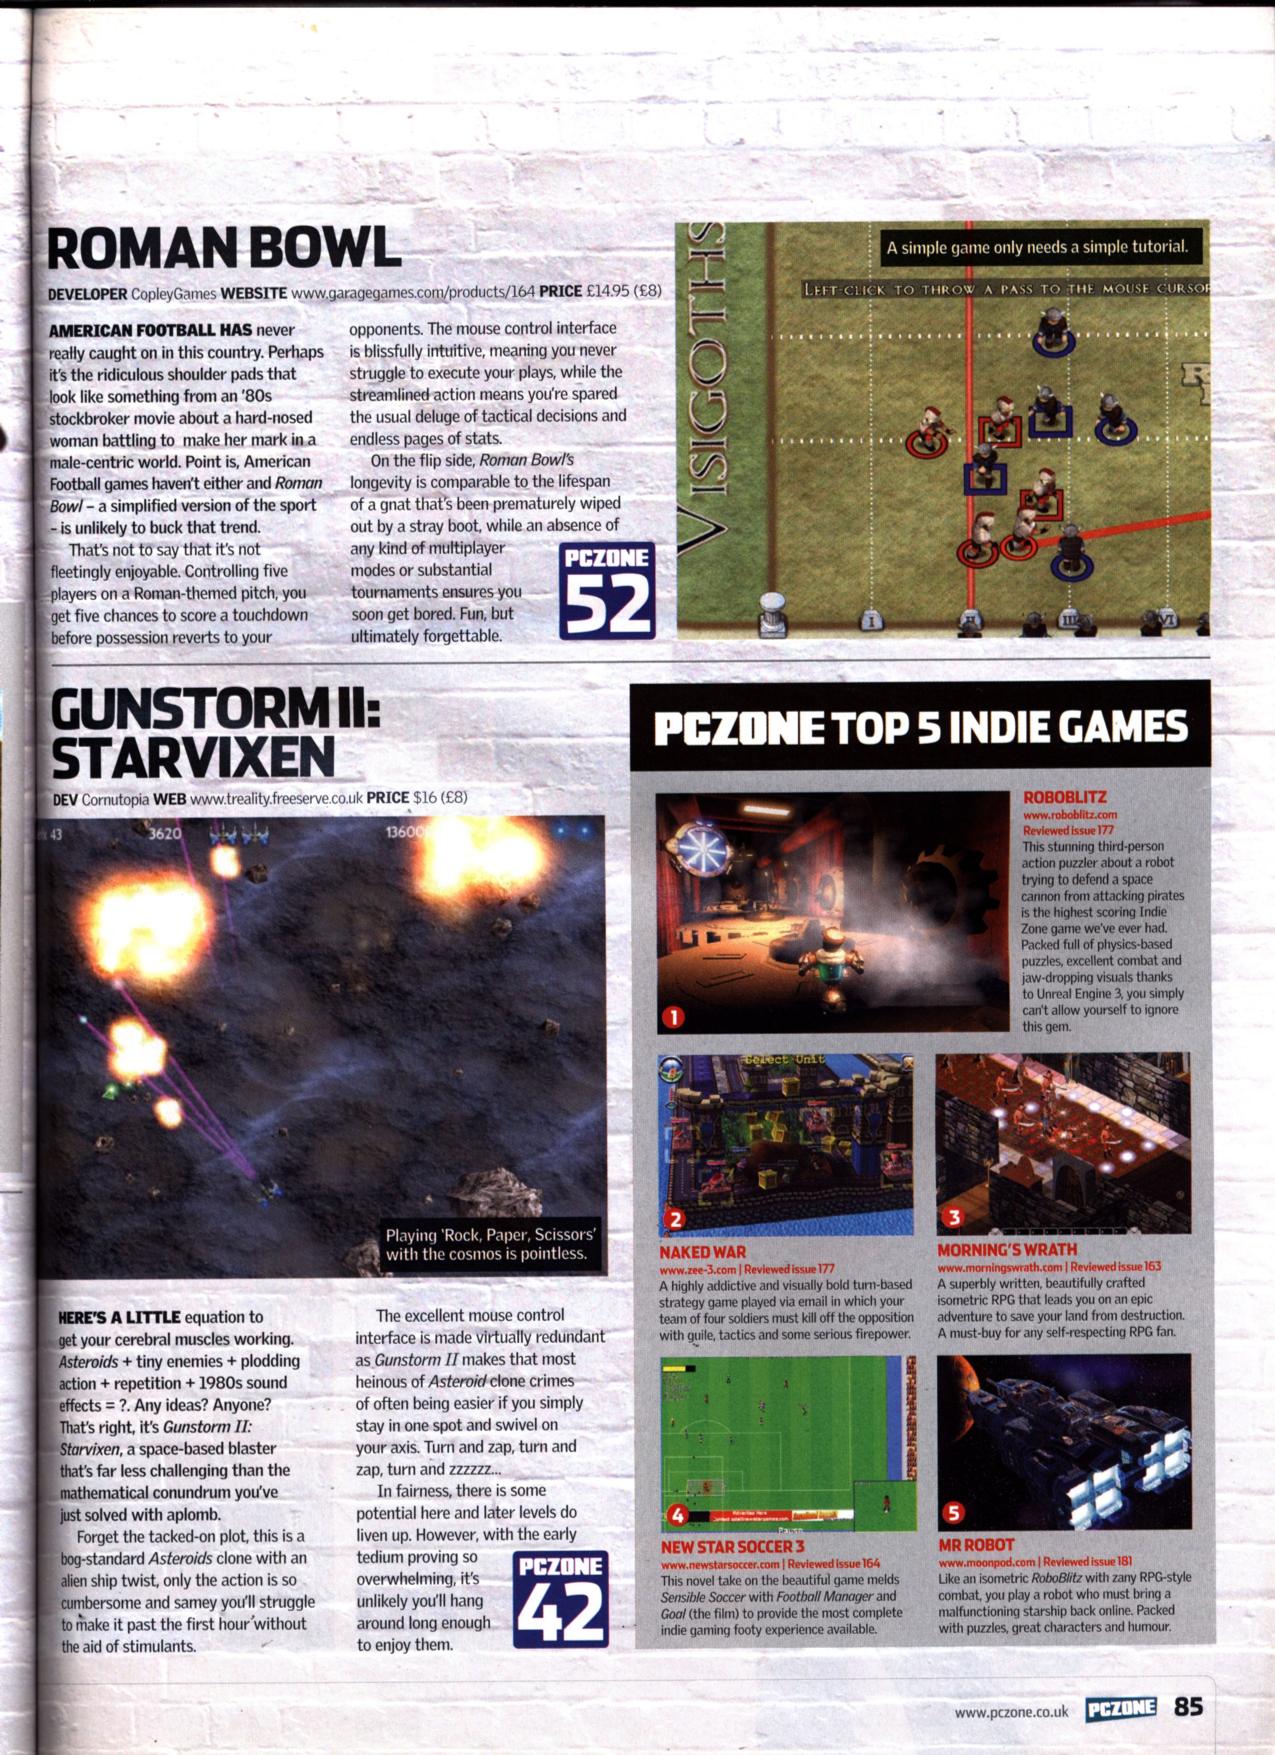 ROMAN BOWL
DEVELOPER CopleyGames WEBSITE www.garagegames.com/products/164 PRICE £14.95 (£8)
AMERICAN FOOTBALL HAS never
really caught on in this country. Perhaps
it's the ridiculous shoulder pads that
look like something from an '80s
stockbroker movie about a hard-nosed
woman battling to make her mark in a
male-centric world. Point is, American
Football games haven't either and Roman
Bowl – a simplified version of the sport
– is unlikely to buck that trend.
That's not to say that it's not
fleetingly enjoyable. Controlling five
players on a Roman-themed pitch, you
get five chances to score a touchdown
before possession reverts to your
opponents. The mouse control interface
is blissfully intuitive, meaning you never
struggle to execute your plays, while the
streamlined action means you're spared
the usual deluge of tactical decisions and
endless pages of stats.
On the flip side, Roman Bowl's
longevity is comparable to the lifespan
of a gnat that's been prematurely wiped
out by a stray boot, while an absence of
any kind of multiplayer
modes or substantial
tournaments ensures you
soon get bored. Fun, but
ultimately forgettable.
PCZONE
52
A simple game only needs a simple tutorial.
LEFT-CLICK TO THROW A PASS TO THE MOUSE CURSOR
VISIGOTHS
I
II
III
VI
GUNSTORM II:
STARVIXEN
DEV Cornutopia WEB www.treality.freeserve.co.uk PRICE $16 (£8)
43
3620
13600
Playing 'Rock, Paper, Scissors'
with the cosmos is pointless.
HERE'S A LITTLE equation to
get your cerebral muscles working.
Asteroids + tiny enemies + plodding
action + repetition + 1980s sound
effects = ?. Any ideas? Anyone?
That's right, it's Gunstorm II:
Starvixen, a space-based blaster
that's far less challenging than the
mathematical conundrum you've
just solved with aplomb.
Forget the tacked-on plot, this is a
bog-standard Asteroids clone with an
alien ship twist, only the action is so
cumbersome and samey you'll struggle
to make it past the first hour without
the aid of stimulants.
The excellent mouse control
interface is made virtually redundant
as Gunstorm II makes that most
heinous of Asteroid clone crimes
of often being easier if you simply
stay in one spot and swivel on
your axis. Turn and zap, turn and
zap, turn and zzzzzz...
In fairness, there is some
potential here and later levels do
liven up. However, with the early
tedium proving so
overwhelming, it's
unlikely you'll hang
around long enough
to enjoy them.
PCZONE
42
PCZONE TOP 5 INDIE GAMES
1
ROBOBLITZ
www.roboblitz.com
Reviewed issue 177
This stunning third-person
action puzzler about a robot
trying to defend a space
cannon from attacking pirates
is the highest scoring Indie
Zone game we've ever had.
Packed full of physics-based
puzzles, excellent combat and
jaw-dropping visuals thanks
to Unreal Engine 3, you simply
can't allow yourself to ignore
this gem.
Select Unit
2
NAKED WAR
www.zee-3.com | Reviewed issue 177
A highly addictive and visually bold turn-based
strategy game played via email in which your
team of four soldiers must kill off the opposition
with guile, tactics and some serious firepower.
3
MORNING'S WRATH
www.morningswrath.com | Reviewed issue 163
A superbly written, beautifully crafted
isometric RPG that leads you on an epic
adventure to save your land from destruction.
A must-buy for any self-respecting RPG fan.
4
NEW STAR SOCCER 3
www.newstarsoccer.com | Reviewed issue 164
This novel take on the beautiful game melds
Sensible Soccer with Football Manager and
Goal (the film) to provide the most complete
indie gaming footy experience available.
5
MR ROBOT
www.moonpod.com | Reviewed issue 181
Like an isometric RoboBlitz with zany RPG-style
combat, you play a robot who must bring a
malfunctioning starship back online. Packed
with puzzles, great characters and humour.
www.pczone.co.uk PCZONE 85